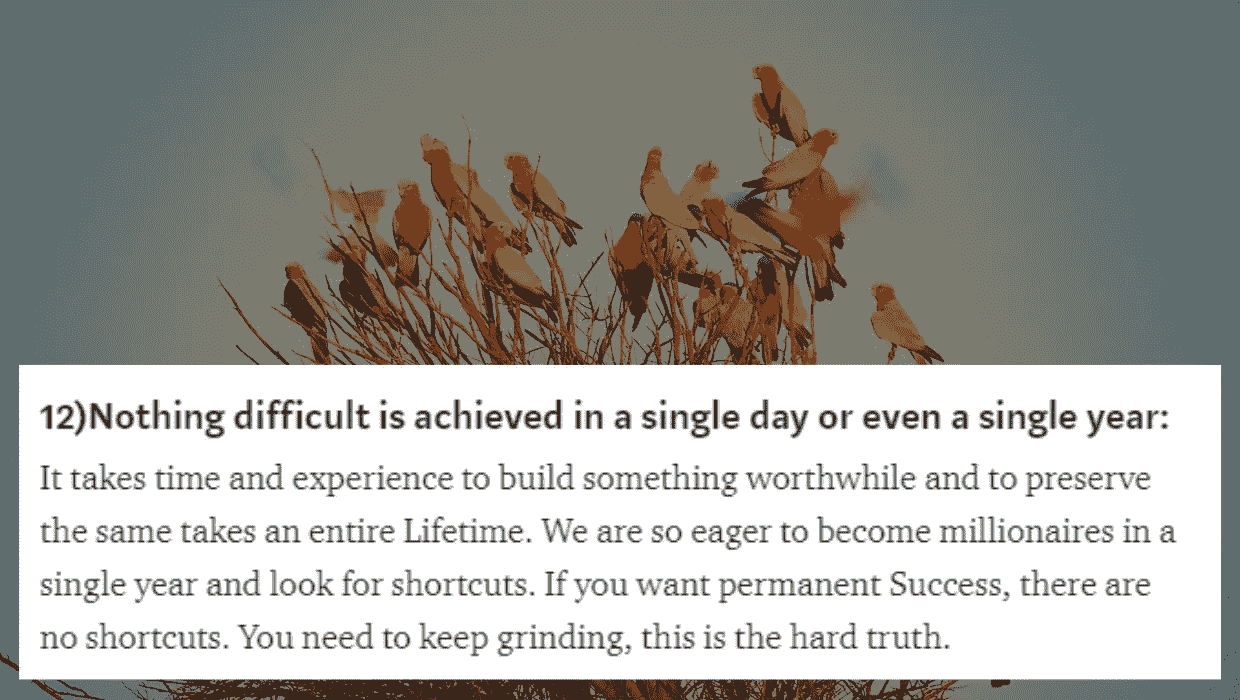 12)Nothing difficult is achieved in a single day or even a single year:
It takes time and experience to build something worthwhile and to preserve
the same takes an entire Lifetime. We are so eager to become millionaires in a
single year and look for shortcuts. If you want permanent Success, there are
no shortcuts. You need to keep grinding, this is the hard truth.